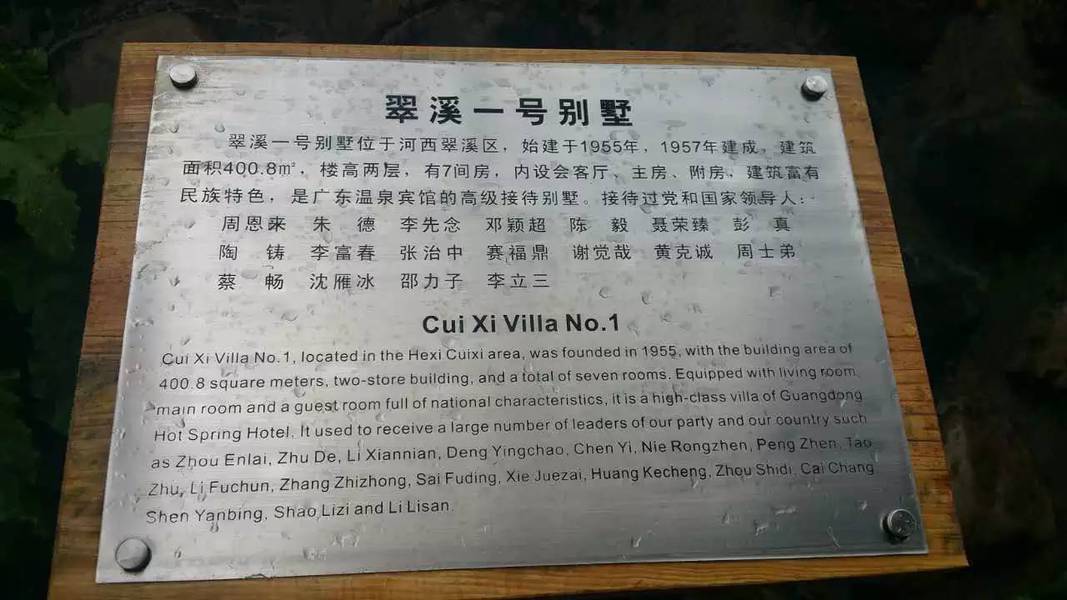 翠溪一号别墅
翠溪一号别墅位于河西翠溪区，始建于1955年，1957年建成，建筑
面积400.8㎡，楼高两层，有7间房，内设会客厅、主房、附房，建筑富有
民族特色，是广东温泉宾馆的高级接待别墅。接待过党和国家领导人：
周恩来 朱 德 李先念 邓颖超 陈 毅 聂荣臻 彭 真
陶 铸 李富春 张治中 赛福鼎 谢觉哉 黄克诚 周士弟
蔡 畅 沈雁冰 邵力子 李立三
Cui Xi Villa No.1
Cui Xi Villa No.1, located in the Hexi Cuixi area, was founded in 1955, with the building area of
400.8 square meters, two-store building, and a total of seven rooms. Equipped with living room,
main room and a guest room full of national characteristics, it is a high-class villa of Guangdong
Hot Spring Hotel. It used to receive a large number of leaders of our party and our country such
as Zhou Enlai, Zhu De, Li Xiannian, Deng Yingchao, Chen Yi, Nie Rongzhen, Peng Zhen, Tao
Zhu, Li Fuchun, Zhang Zhizhong, Sai Fuding, Xie Juezai, Huang Kecheng, Zhou Shidi, Cai Chang
Shen Yanbing, Shao Lizi and Li Lisan.